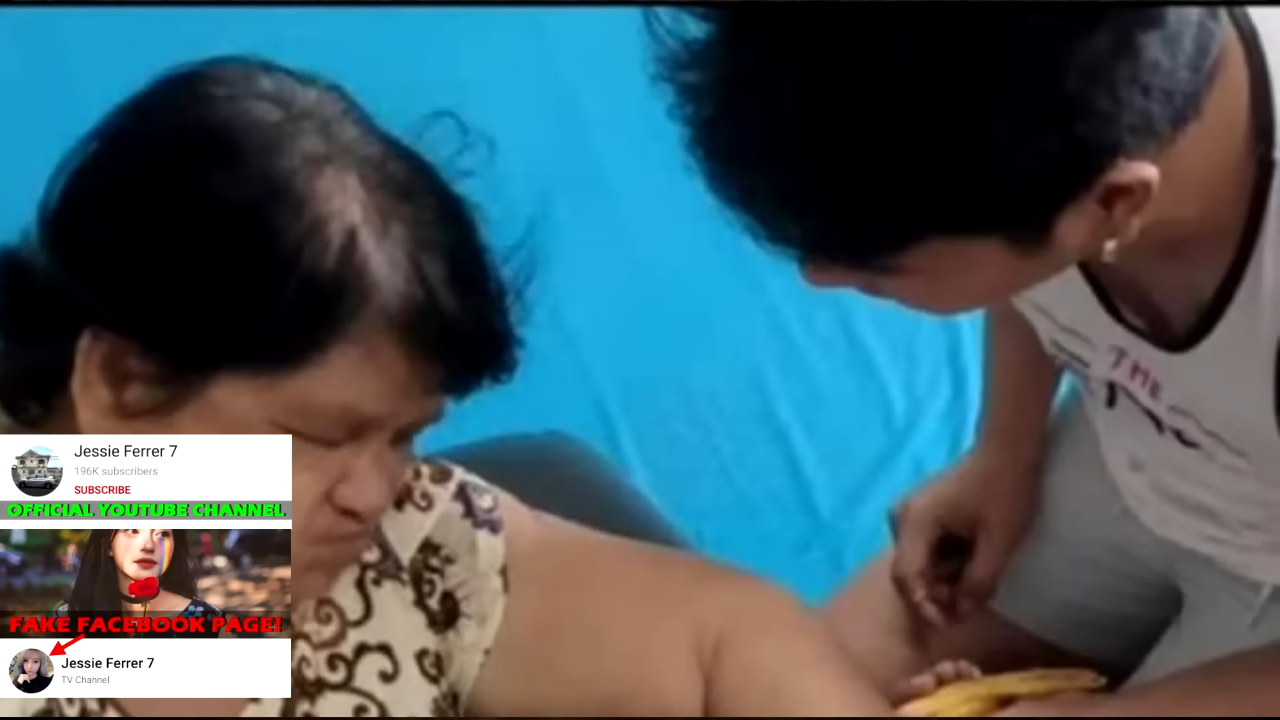 Jessie Ferrer 7
196K subscribers
SUBSCRIBE
OFFICIAL YOUTUBE CHANNEL
FAKE FACEBOOK PAGE!
Jessie Ferrer 7
TV Channel
THE